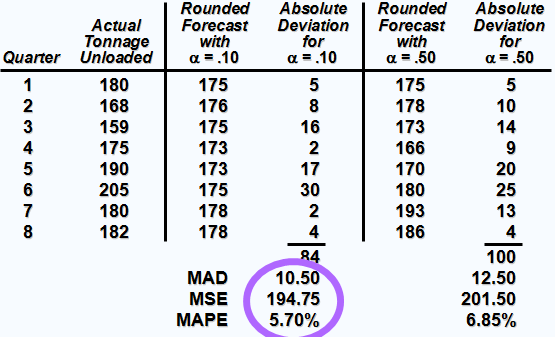 Rounded Absolute Rounded Absolute
Actual Forecast Deviation Forecast Deviation
Tonnage with for with for
Quarter Unloaded α = .10 α = .10 α = .50 α = .50
1 180 175 5 175 5
2 168 176 8 178 10
3 159 175 16 173 14
4 175 173 2 166 9
5 190 173 17 170 20
6 205 175 30 180 25
7 180 178 2 193 13
8 182 178 4 186 4
84 100
MAD 10.50 12.50
MSE 194.75 201.50
MAPE 5.70% 6.85%